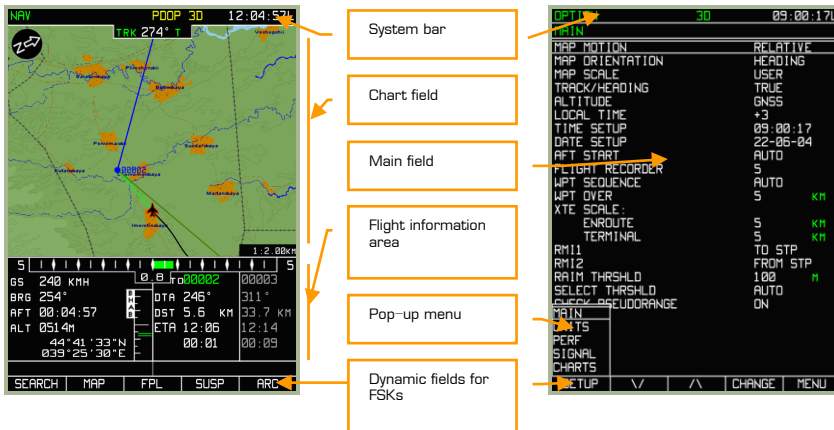 NAV PDOP 3D 12:04:57L
TRK 274° T
00002
1:2.00KM
5 5
GS 240 KMH 0.8 TO 00002 00003
BRG 254° DTA 246° 311°
AFT 00:04:57 DST 5.6 KM 33.7 KM
ALT 0514M ETA 12:06 12:14
44°41'33"N 00:01 00:09
039°25'30"E
SEARCH MAP FPL SUSP ARC
System bar
Chart field
Main field
Flight information
area
Pop-up menu
Dynamic fields for
FSKs
3D 09:00:17L
MAIN
MAP MOTION RELATIVE
MAP ORIENTATION HEADING
MAP SCALE USER
TRACK/HEADING TRUE
ALTITUDE GNSS
LOCAL TIME +3
TIME SETUP 09:00:17
DATE SETUP 22-06-04
AFT START AUTO
FLIGHT RECORDER 5
WPT SEQUENCE AUTO
WPT OVER 5 KM
XTE SCALE:
ENROUTE 5 KM
TERMINAL 5 KM
RMI1 TO STP
RMI2 FROM STP
RAIM THRSHLD 100 M
SELECT THRSHLD AUTO
CHECK PSEUDORANGE ON
MAIN
UNITS
PERF
SIGNAL
CHARTS
SETUP \/ /\ CHANGE MENU